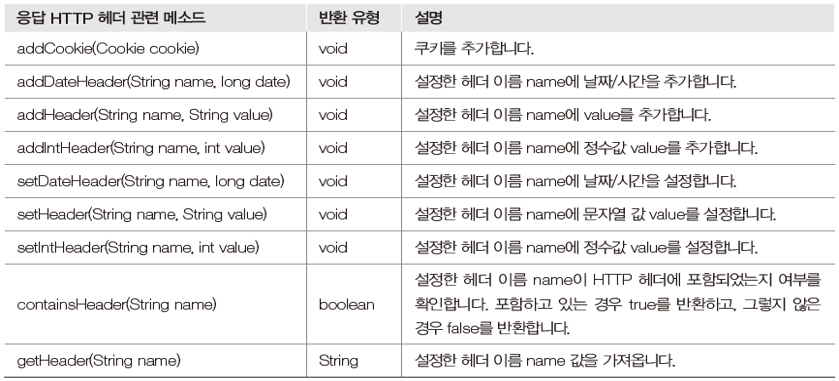 응답 HTTP 헤더 관련 메소드 반환 유형 설명
addCookie(Cookie cookie) void 쿠키를 추가합니다.
addDateHeader(String name, long date) void 설정한 헤더 이름 name에 날짜/시간을 추가합니다.
addHeader(String name, String value) void 설정한 헤더 이름 name에 value를 추가합니다.
addIntHeader(String name, int value) void 설정한 헤더 이름 name에 정수값 value를 추가합니다.
setDateHeader(String name, long date) void 설정한 헤더 이름 name에 날짜/시간을 설정합니다.
setHeader(String name, String value) void 설정한 헤더 이름 name에 문자열 값 value를 설정합니다.
setIntHeader(String name, int value) void 설정한 헤더 이름 name에 정수값 value를 설정합니다.
containsHeader(String name) boolean 설정한 헤더 이름 name이 HTTP 헤더에 포함되었는지 여부를
확인합니다. 포함하고 있는 경우 true를 반환하고, 그렇지 않은
경우 false를 반환합니다.
getHeader(String name) String 설정한 헤더 이름 name 값을 가져옵니다.